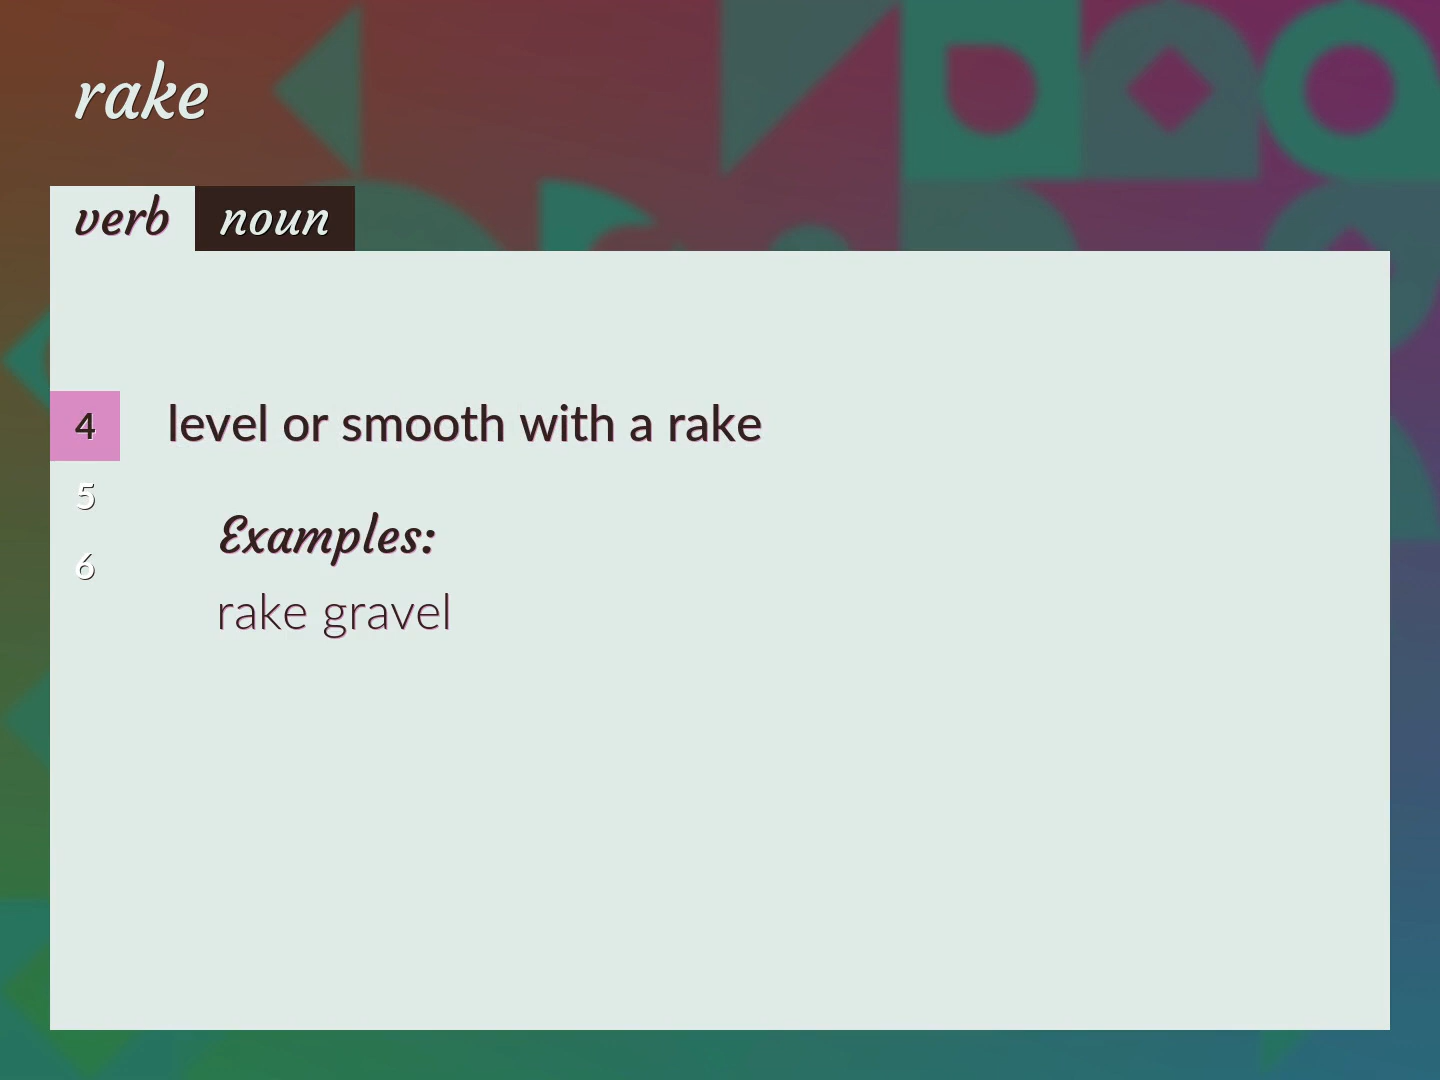 rake
verb noun
4 level or smooth with a rake
5
Examples:
6
rake gravel